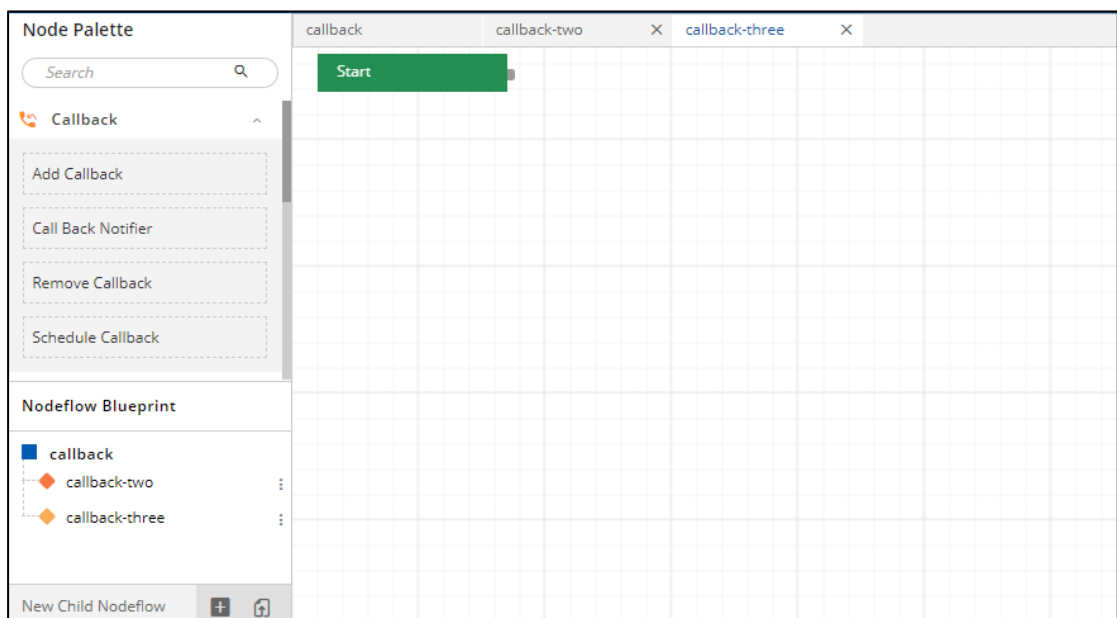 Node Palette
Search
Callback
Add Callback
Call Back Notifier
Remove Callback
Schedule Callback
Nodeflow Blueprint
callback
callback-two
callback-three
New Child Nodeflow
callback callback-two callback-three
Start